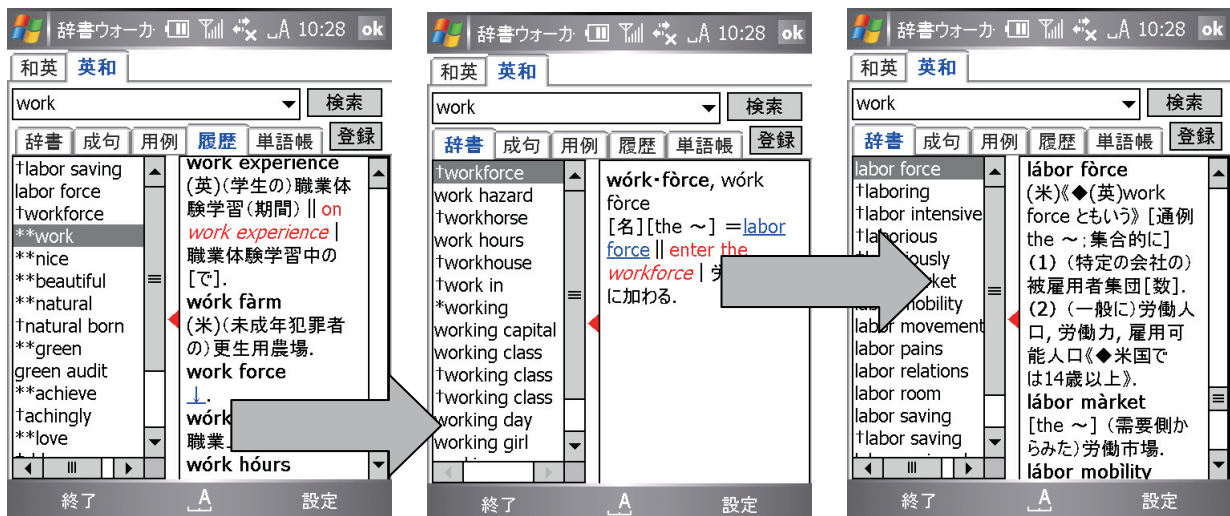 辞書ウォーカ A 10:28 ok
和英 英和
work 検索
辞書 成句 用例 履歴 単語帳 登録
†labor saving
labor force
†workforce
**work
**nice
**beautiful
**natural
†natural born
**green
green audit
**achieve
†achingly
**love
work experience
(英)(学生の)職業体
験学習(期間) || on
work experience |
職業体験学習中の
[で].
wórk fàrm
(米)(未成年犯罪者
の)更生用農場.
work force
↓.
wórk
職業
wórk hóurs
終了 A 設定
辞書ウォーカ A 10:28 ok
和英 英和
work 検索
辞書 成句 用例 履歴 単語帳 登録
†workforce
work hazard
†workhorse
work hours
†workhouse
†work in
*working
working capital
working class
†working class
†working class
working day
working girl
wórk・fòrce, wórk
fòrce
[名][the ～] ＝labor
force || enter the
workforce |
に加わる.
終了 A 設定
辞書ウォーカ A 10:28 ok
和英 英和
work 検索
辞書 成句 用例 履歴 単語帳 登録
labor force
†laboring
†labor intensive
labor movement
labor pains
labor relations
labor room
labor saving
†labor saving
lábor fòrce
(米)《◆(英)work
force ともいう》 [通例
the ～;集合的に]
(1) (特定の会社の)
被雇用者集団[数].
(2) (一般に)労働人
口, 労働力, 雇用可
能人口《◆米国で
は14歳以上》.
lábor màrket
[the ～] (需要側か
らみた)労働市場.
lábor mobìlity
終了 A 設定